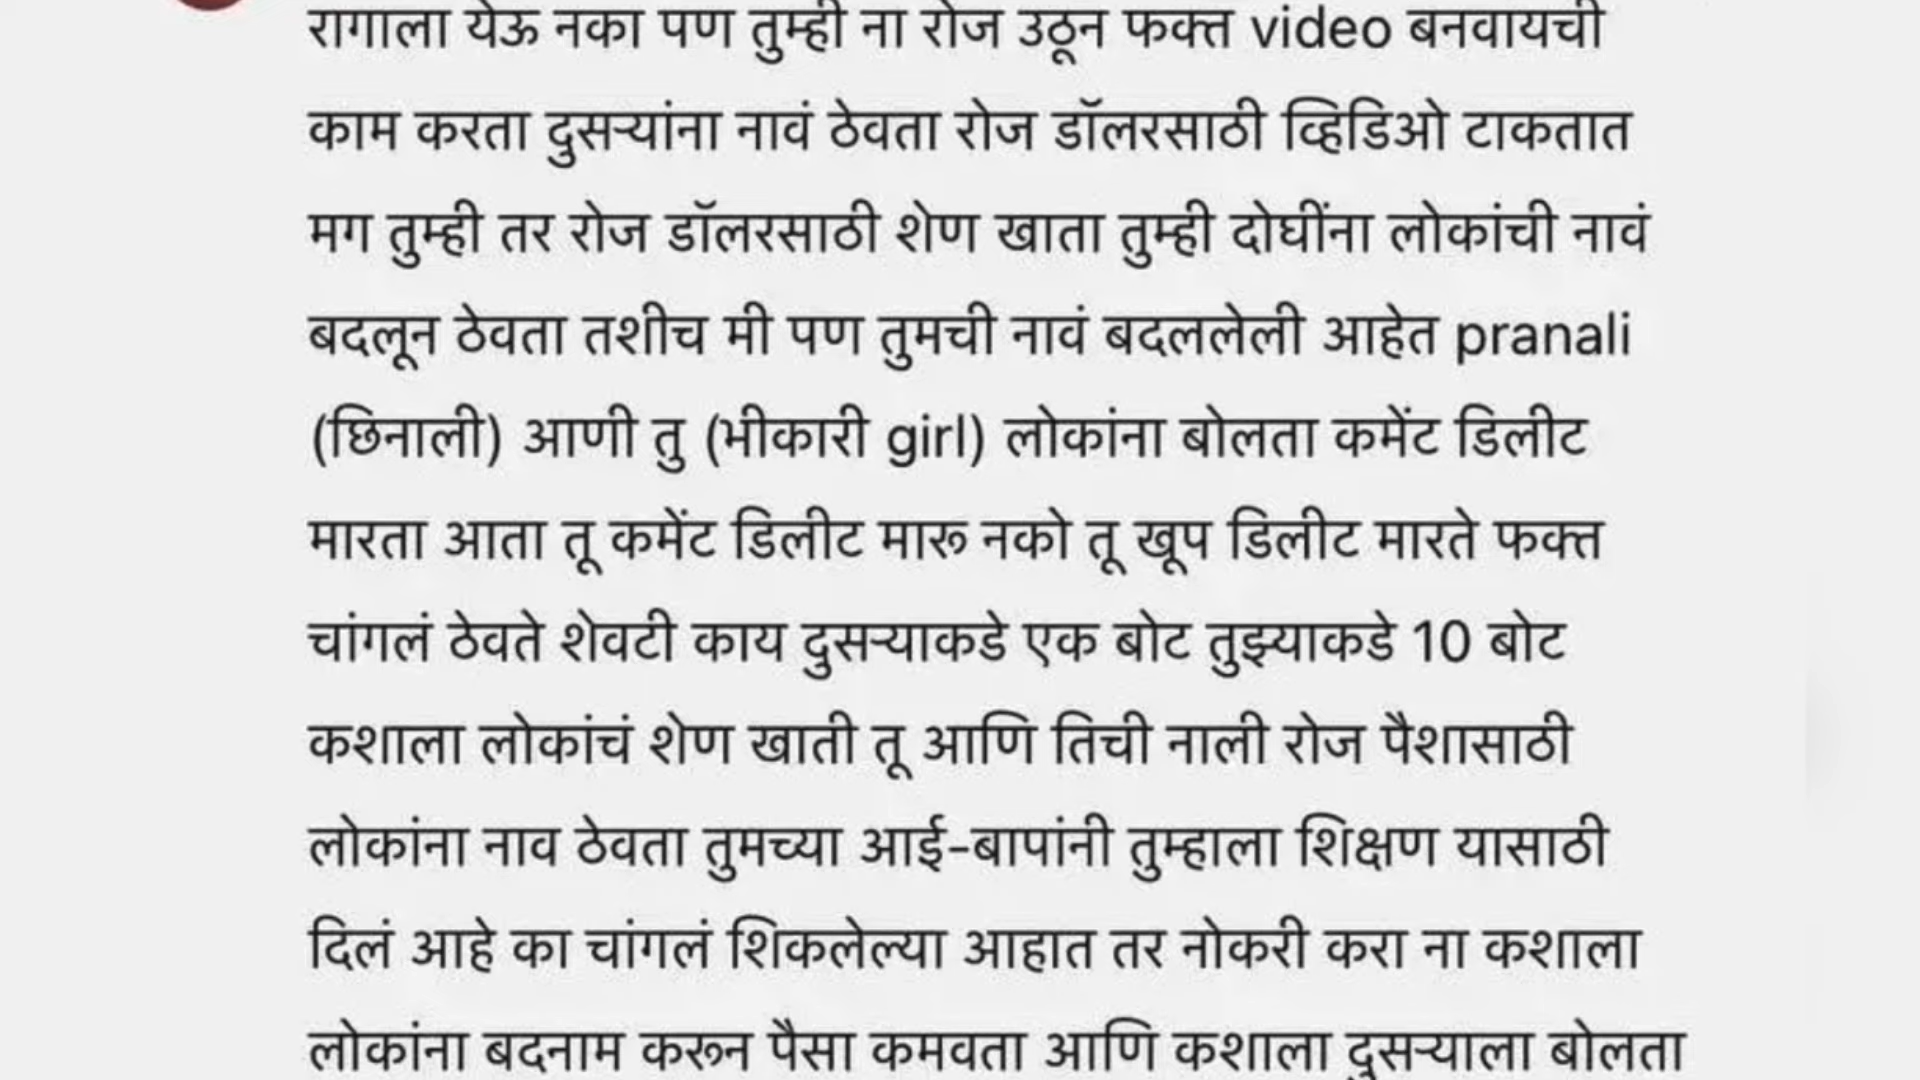 रागाला येऊ नका पण तुम्ही ना रोज उठून फक्त video बनवायची
काम करता दुसऱ्यांना नावं ठेवता रोज डॉलरसाठी व्हिडिओ टाकतात
मग तुम्ही तर रोज डॉलरसाठी शेण खाता तुम्ही दोघींना लोकांची नावं
बदलून ठेवता तशीच मी पण तुमची नावं बदललेली आहेत pranali
(छिनाली) आणी तु (भीकारी girl) लोकांना बोलता कमेंट डिलीट
मारता आता तू कमेंट डिलीट मारू नको तू खूप डिलीट मारते फक्त
चांगलं ठेवते शेवटी काय दुसऱ्याकडे एक बोट तुझ्याकडे 10 बोट
कशाला लोकांचं शेण खाती तू आणि तिची नाली रोज पैशासाठी
लोकांना नाव ठेवता तुमच्या आई-बापांनी तुम्हाला शिक्षण यासाठी
दिलं आहे का चांगलं शिकलेल्या आहात तर नोकरी करा ना कशाला
लोकांना बदनाम करून पैसा कमवता आणि कशाला दुसऱ्याला बोलता